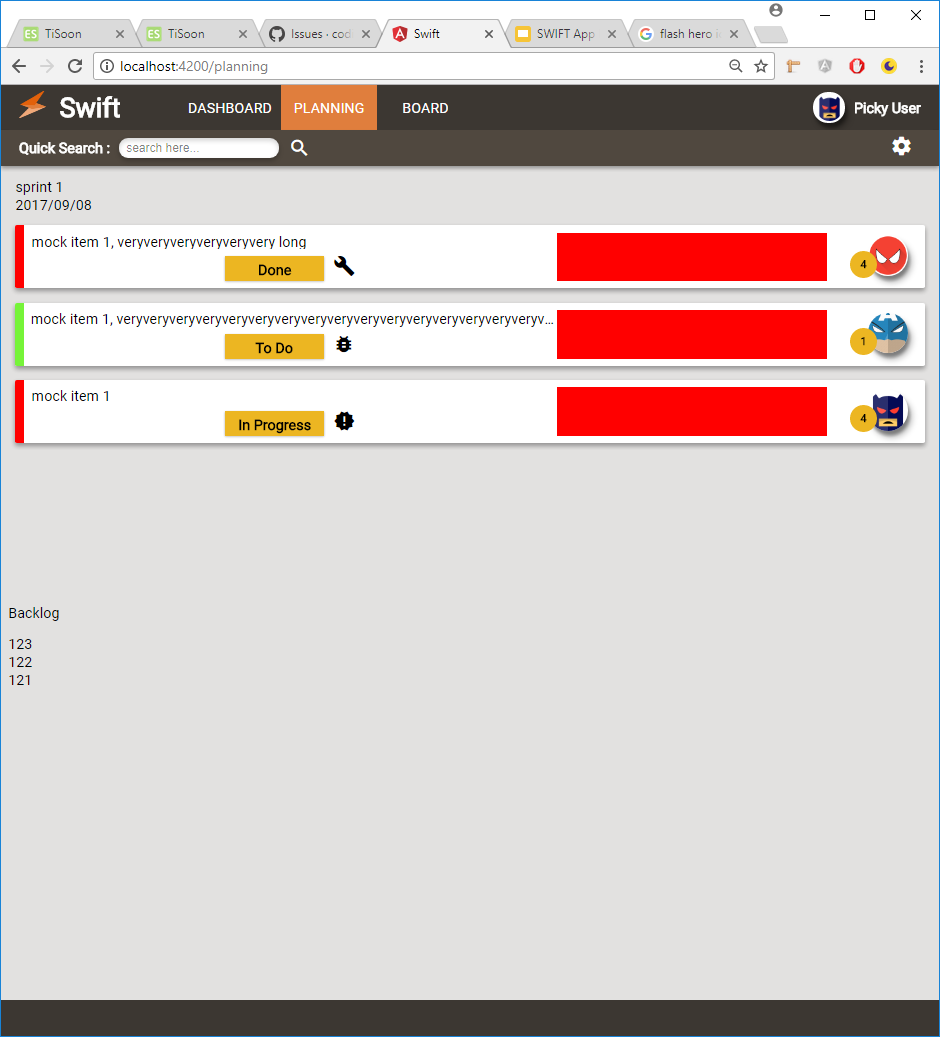 ES TiSoon
ES TiSoon
Issues · cod
Swift
SWIFT App
flash hero i
localhost:4200/planning
Swift
DASHBOARD
PLANNING
BOARD
Picky User
Quick Search :
search here...
sprint 1
2017/09/08
mock item 1, veryveryveryveryveryvery long
Done
4
mock item 1, veryveryveryveryveryveryveryveryveryveryveryveryveryveryveryveryv...
To Do
1
mock item 1
In Progress
4
Backlog
123
122
121